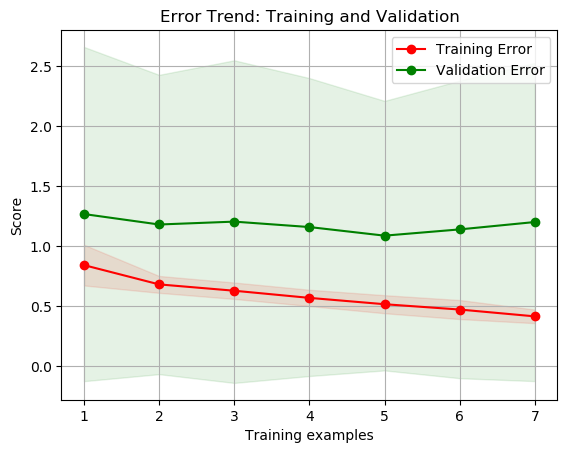 Error Trend: Training and Validation
Training Error
Validation Error
Score
2.5
2.0
1.5
1.0
0.5
0.0
1 2 3 4 5 6 7
Training examples